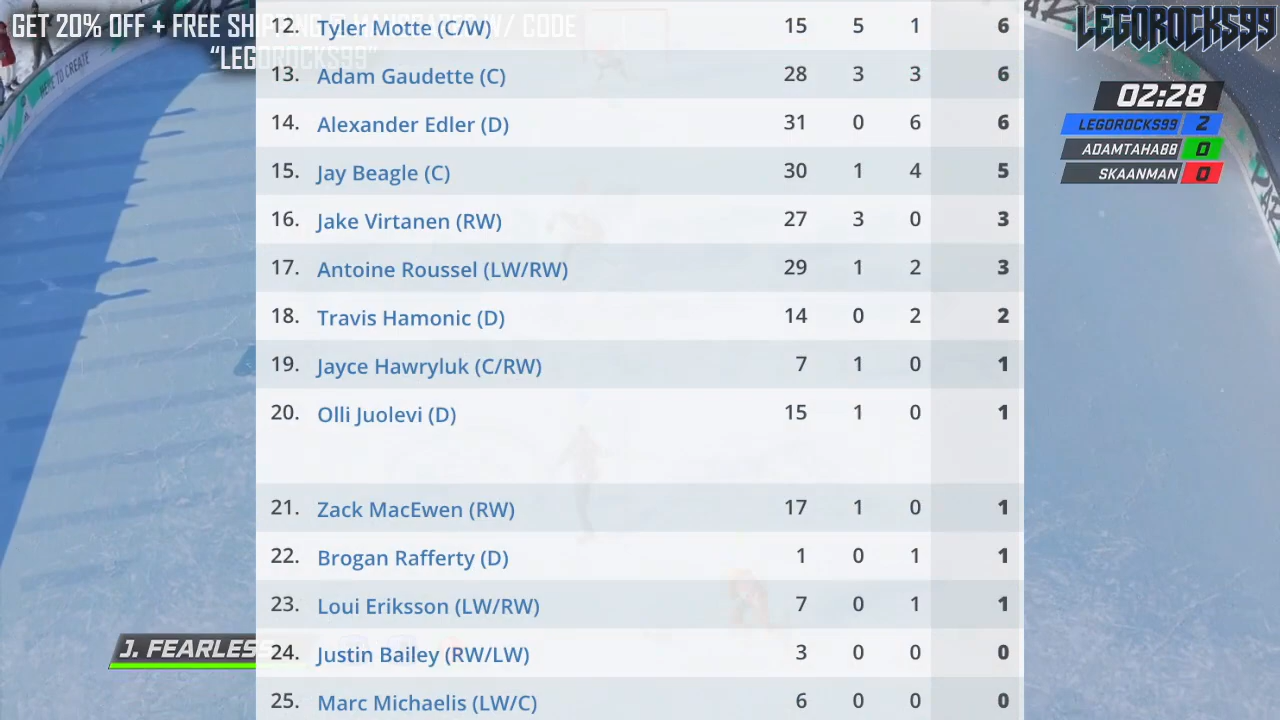 GET 20% OFF + FREE SHIPPING W/ CODE
“LEGOROCKS99”
LEGOROCKS99
02:28
LEGOROCKS99 2
ADAMTAHA88 0
SKAANMAN 0
12. Tyler Motte (C/W) 15 5 1 6
13. Adam Gaudette (C) 28 3 3 6
14. Alexander Edler (D) 31 0 6 6
15. Jay Beagle (C) 30 1 4 5
16. Jake Virtanen (RW) 27 3 0 3
17. Antoine Roussel (LW/RW) 29 1 2 3
18. Travis Hamonic (D) 14 0 2 2
19. Jayce Hawryluk (C/RW) 7 1 0 1
20. Olli Juolevi (D) 15 1 0 1
21. Zack MacEwen (RW) 17 1 0 1
22. Brogan Rafferty (D) 1 0 1 1
23. Loui Eriksson (LW/RW) 7 0 1 1
24. Justin Bailey (RW/LW) 3 0 0 0
25. Marc Michaelis (LW/C) 6 0 0 0
J. FEARLESS